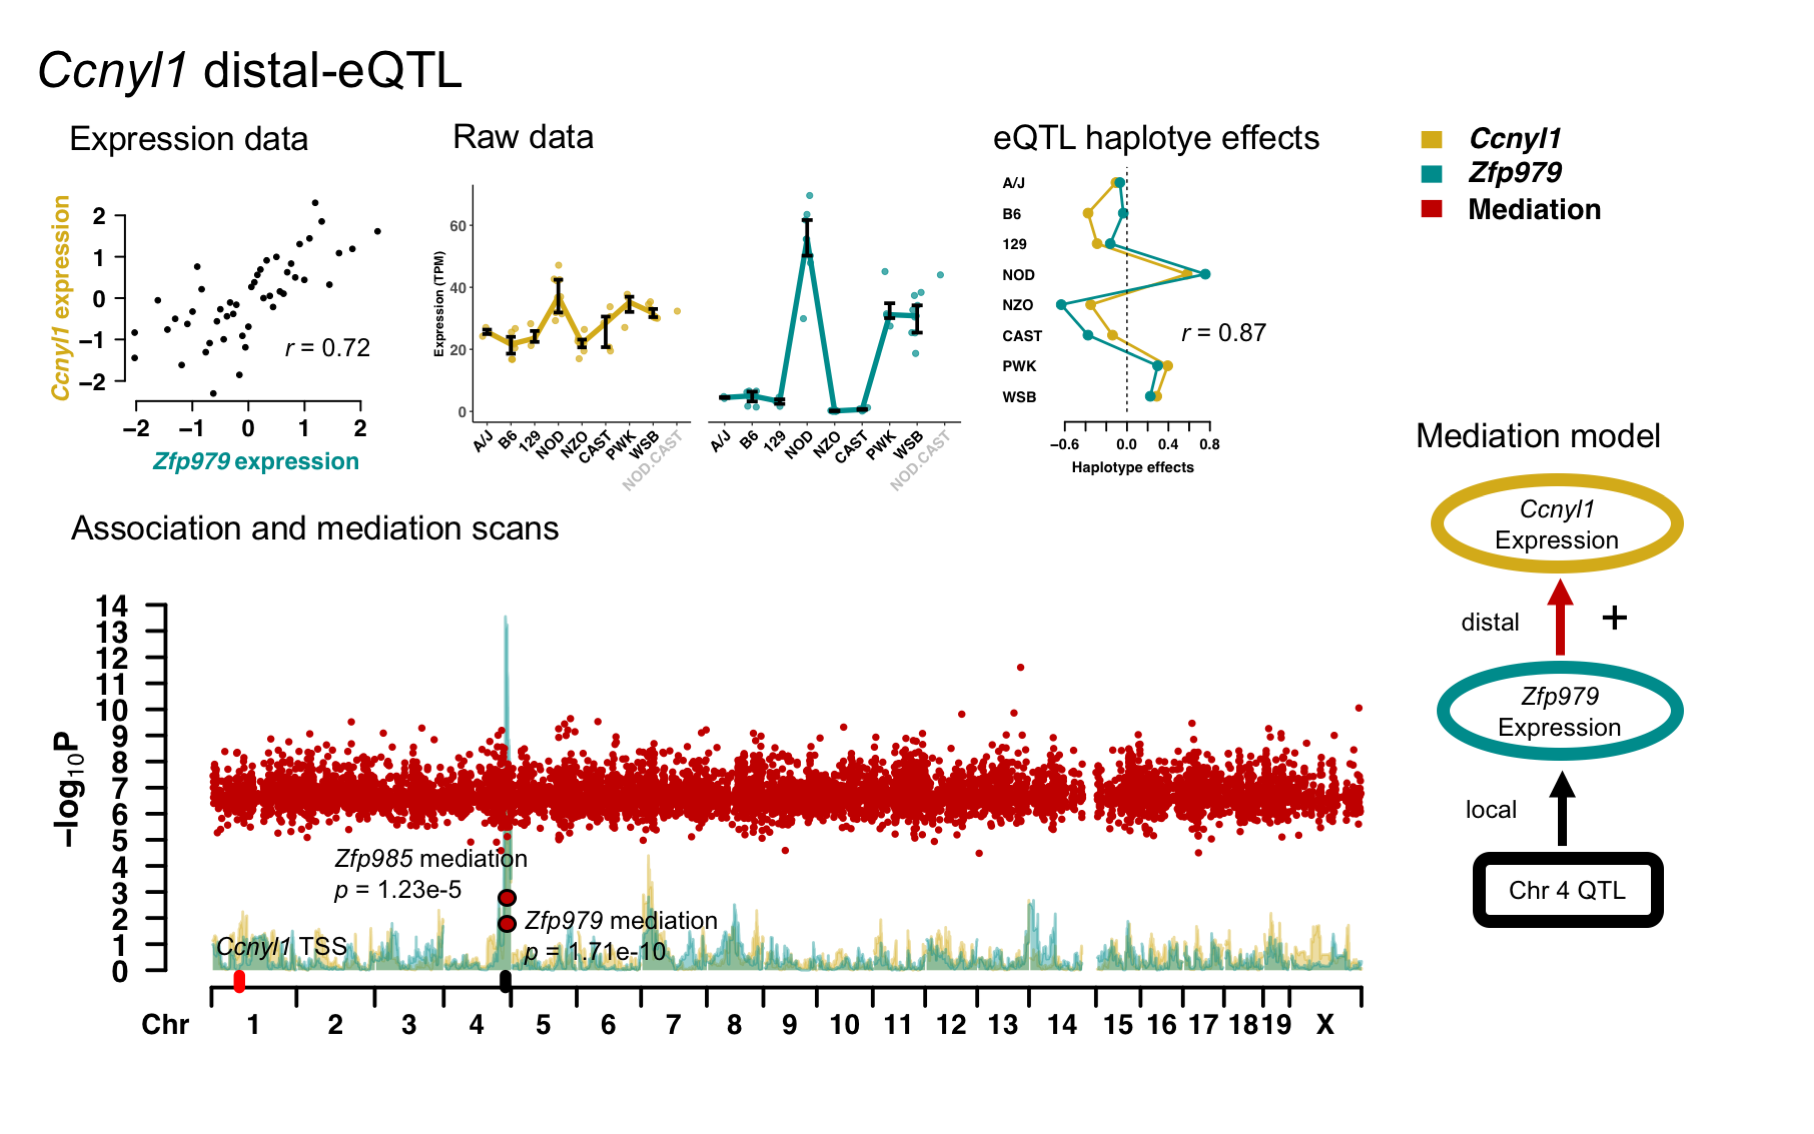 Ccnyl1 distal-eQTL
Expression data
Raw data
eQTL haplotye effects
Ccnyl1
Zfp979
Mediation
Ccnyl1 expression
2
1
0
−1
−2
r = 0.72
−2 −1 0 1 2
Zfp979 expression
Expression (TPM)
60
40
20
0
A/J B6 129 NOD NZO CAST PWK WSB NOD.CAST
A/J B6 129 NOD NZO CAST PWK WSB NOD.CAST
A/J
B6
129
NOD
NZO
CAST
PWK
WSB
r = 0.87
−0.6 0.0 0.4 0.8
Haplotype effects
Mediation model
Ccnyl1
Expression
distal +
Zfp979
Expression
local
Chr 4 QTL
Association and mediation scans
−log10P
14
13
12
11
10
9
8
7
6
5
4
3
2
1
0
Zfp985 mediation
p = 1.23e-5
Zfp979 mediation
p = 1.71e-10
Ccnyl1 TSS
Chr 1 2 3 4 5 6 7 8 9 10 11 12 13 14 15 16 17 18 19 X